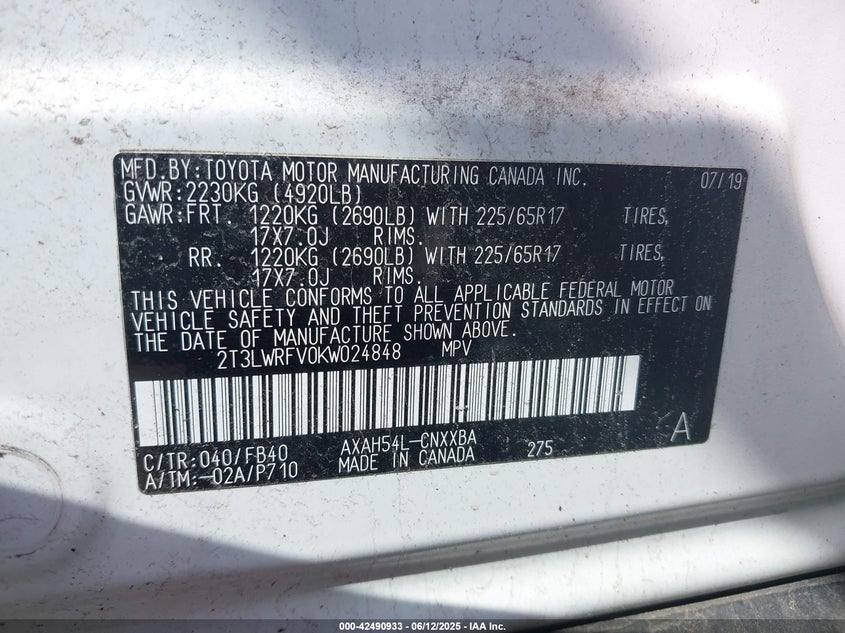 MFD.BY:TOYOTA MOTOR MANUFACTURING CANADA INC. 07/19
GVWR:2230KG (4920LB)
GAWR:FRT. 1220KG (2690LB) WITH 225/65R17 TIRES,
17X7.0J RIMS.
RR. 1220KG (2690LB) WITH 225/65R17 TIRES,
17X7.0J RIMS.
THIS VEHICLE CONFORMS TO ALL APPLICABLE FEDERAL MOTOR
VEHICLE SAFETY AND THEFT PREVENTION STANDARDS IN EFFECT ON
THE DATE OF MANUFACTURE SHOWN ABOVE.
2T3LWRFV0KW024848 MPV
C/TR:040/FB40 AXAH54L-CNXXBA 275 A
A/TM:-02A/P710 MADE IN CANADA
000-42490933 - 06/12/2025 - IAA Inc.